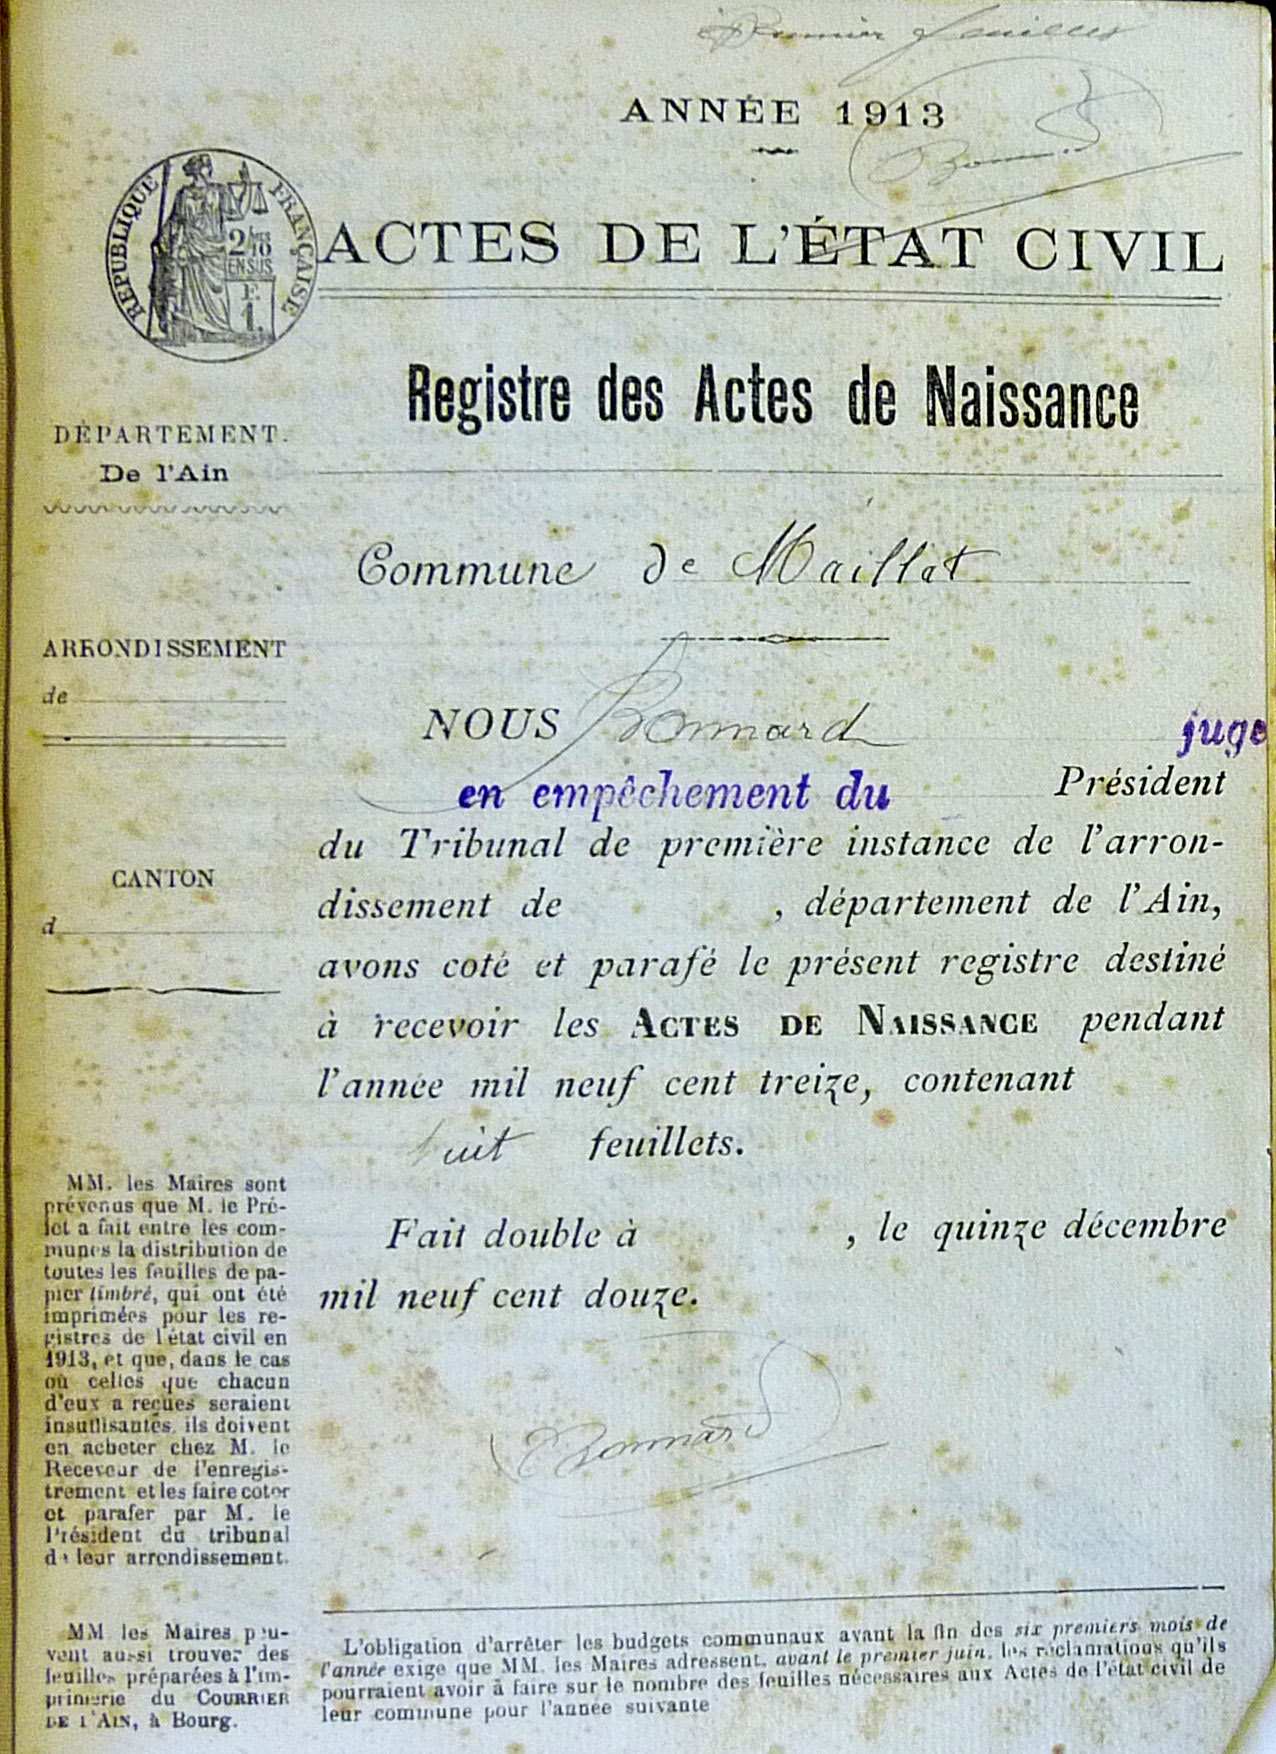 Premier feuillet
ANNÉE 1913
Bonnard
RÉPUBLIQUE FRANÇAISE
2/10
EN SUS
F.
1.
ACTES DE L'ÉTAT CIVIL
Registre des Actes de Naissance
DÉPARTEMENT.
De l'Ain
Commune de Maillat
ARRONDISSEMENT
de
NOUS Bonnard juge
en empêchement du Président
du Tribunal de première instance de l'arron-
dissement de , département de l'Ain,
avons coté et parafé le présent registre destiné
à recevoir les ACTES DE NAISSANCE pendant
l'année mil neuf cent treize, contenant
huit feuillets.
CANTON
d
Fait double à , le quinze décembre
mil neuf cent douze.
Bonnard
MM. les Maires sont
prévenus que M. le Pré-
fet a fait entre les com-
munes la distribution de
toutes les feuilles de pa-
pier timbré, qui ont été
imprimées pour les re-
gistres de l'état civil en
1913, et que, dans le cas
où celles que chacun
d'eux a reçues seraient
insuffisantes, ils doivent
en acheter chez M. le
Receveur de l'enregis-
trement et les faire coter
et parafer par M. le
Président du tribunal
de leur arrondissement.
MM les Maires peu-
vent aussi trouver des
feuilles préparées à l'im-
primerie du COURRIER
DE L'AIN, à Bourg.
L'obligation d'arrêter les budgets communaux avant la fin des six premiers mois de
l'année exige que MM. les Maires adressent, avant le premier juin, les réclamations qu'ils
pourraient avoir à faire sur le nombre des feuilles nécessaires aux Actes de l'état civil de
leur commune pour l'année suivante